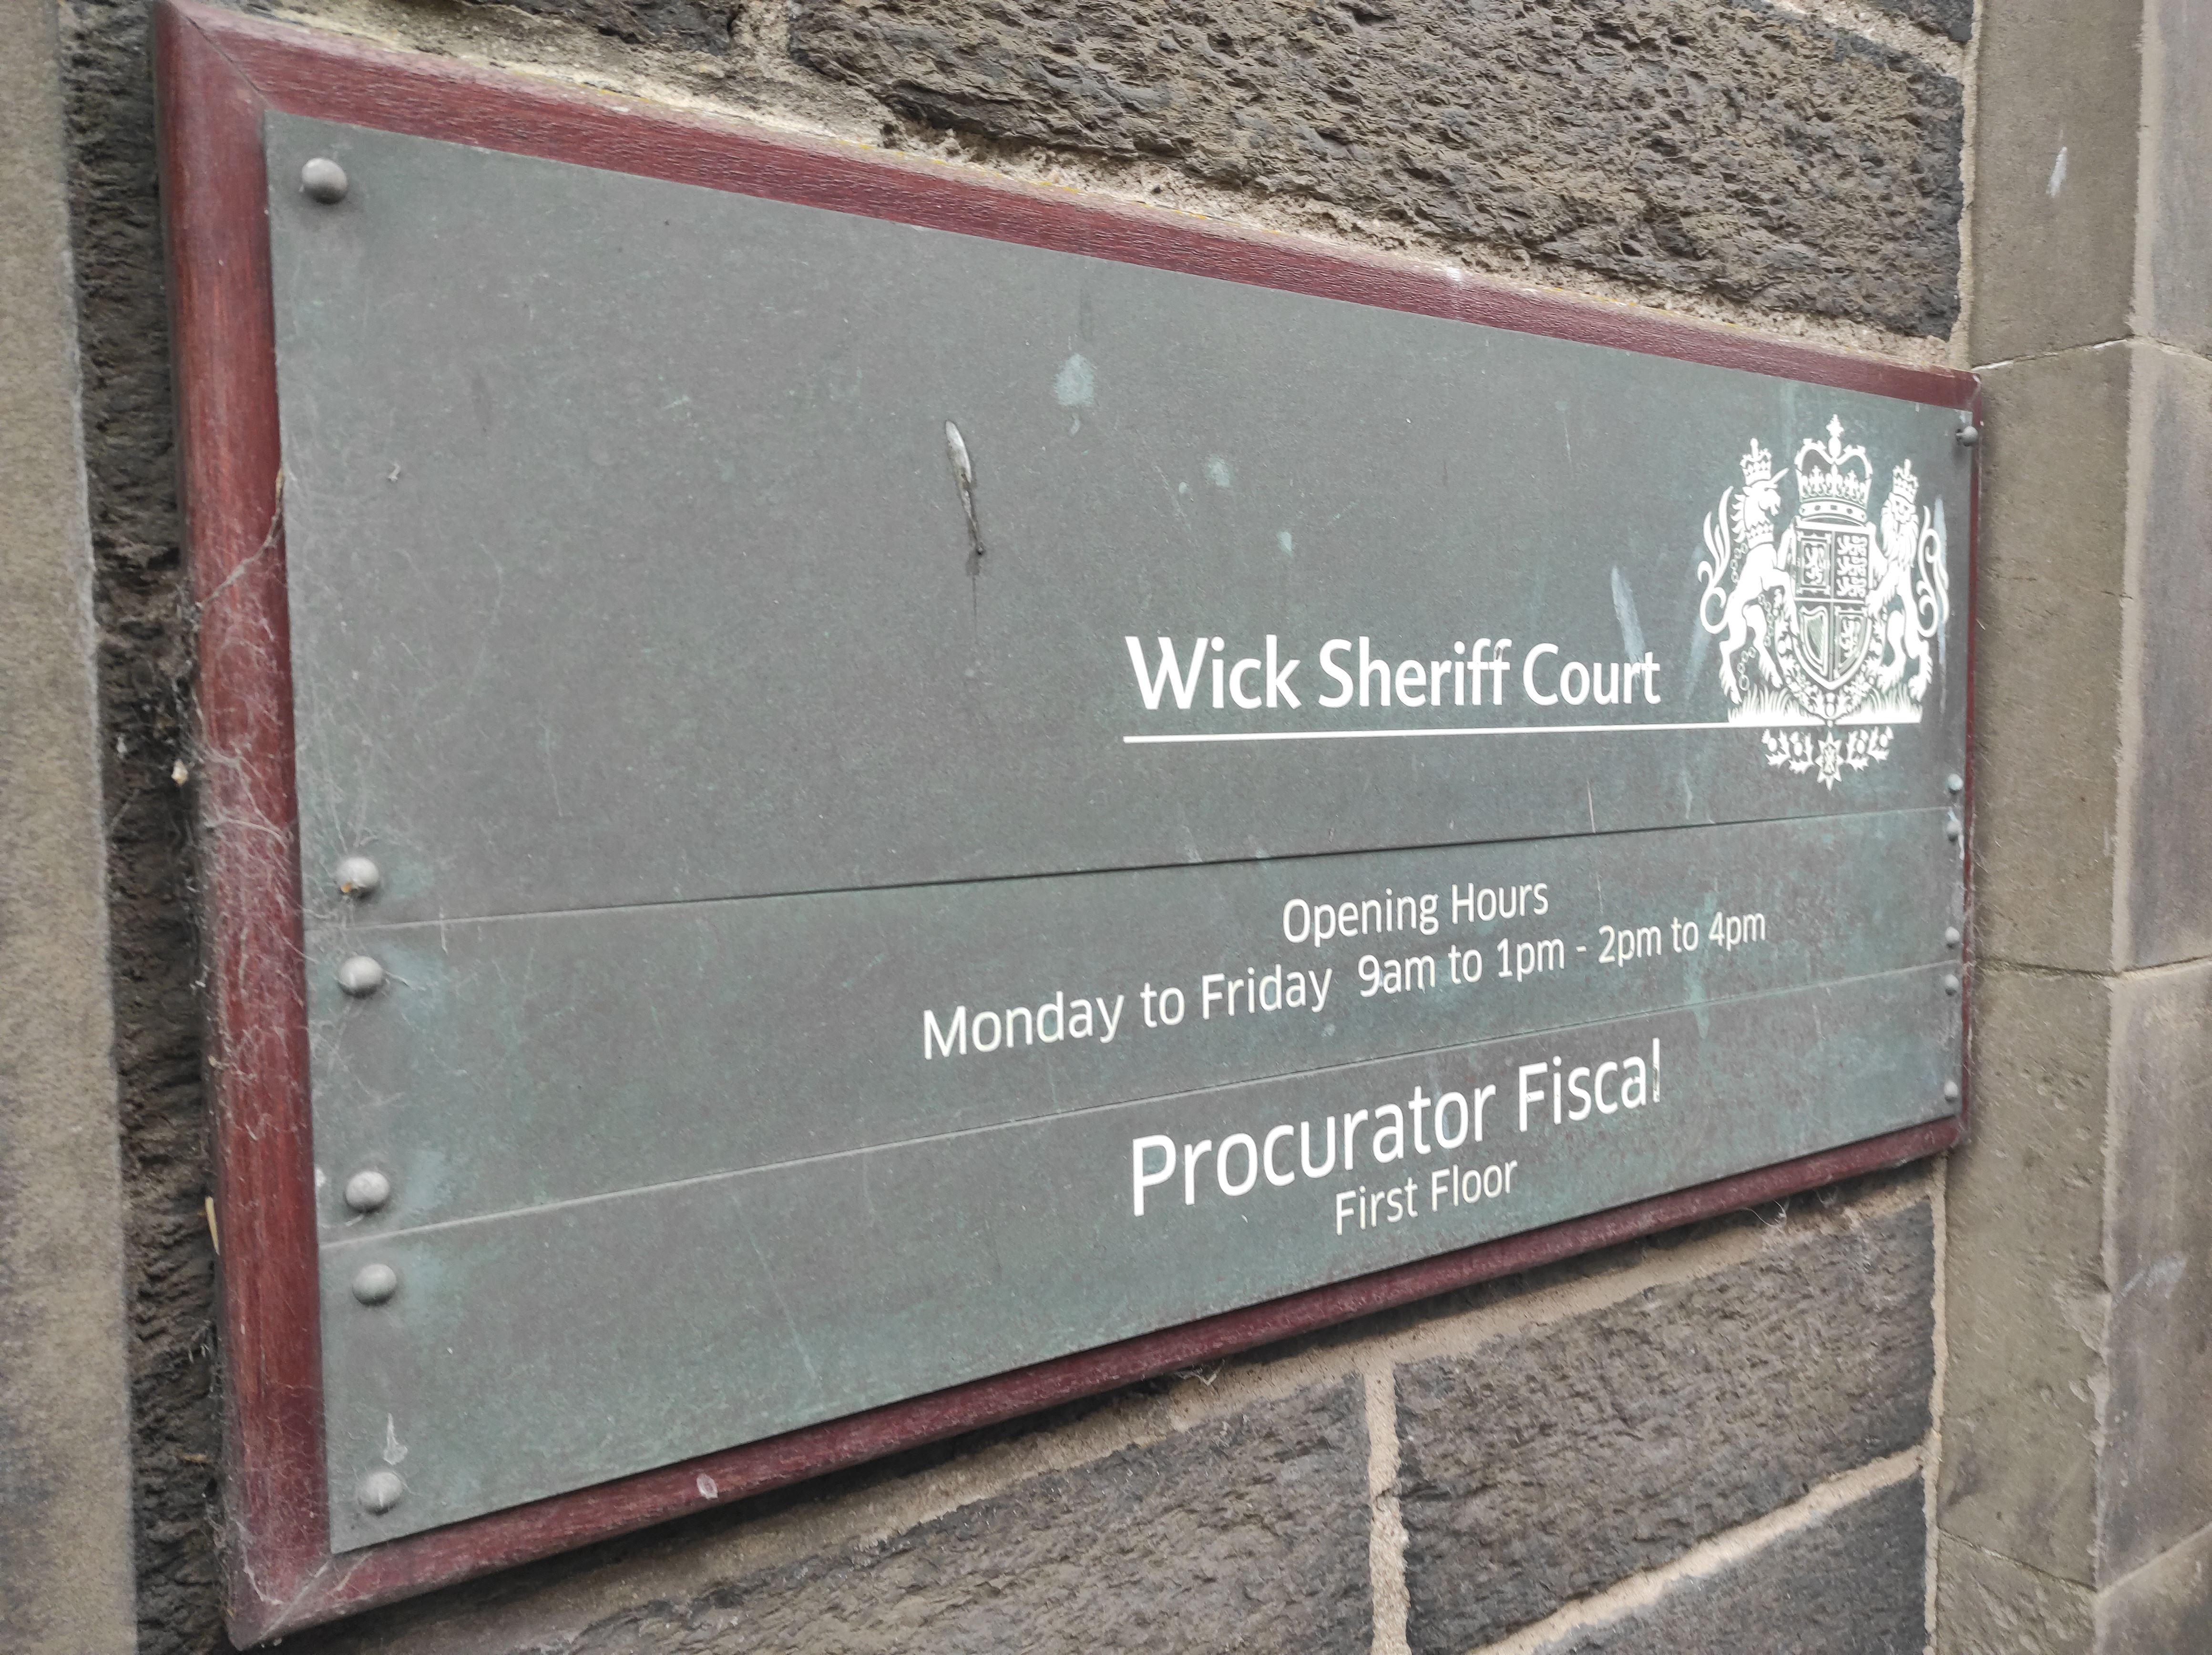 Wick Sheriff Court
Opening Hours
Monday to Friday 9am to 1pm - 2pm to 4pm
Procurator Fiscal
First Floor